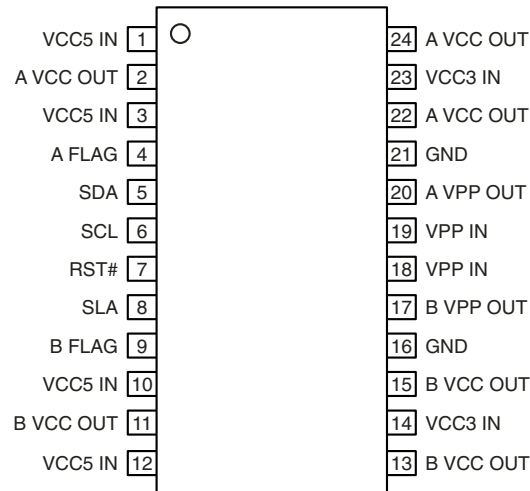 VCC5 IN 1 24 A VCC OUT
A VCC OUT 2 23 VCC3 IN
VCC5 IN 3 22 A VCC OUT
A FLAG 4 21 GND
SDA 5 20 A VPP OUT
SCL 6 19 VPP IN
RST# 7 18 VPP IN
SLA 8 17 B VPP OUT
B FLAG 9 16 GND
VCC5 IN 10 15 B VCC OUT
B VCC OUT 11 14 VCC3 IN
VCC5 IN 12 13 B VCC OUT